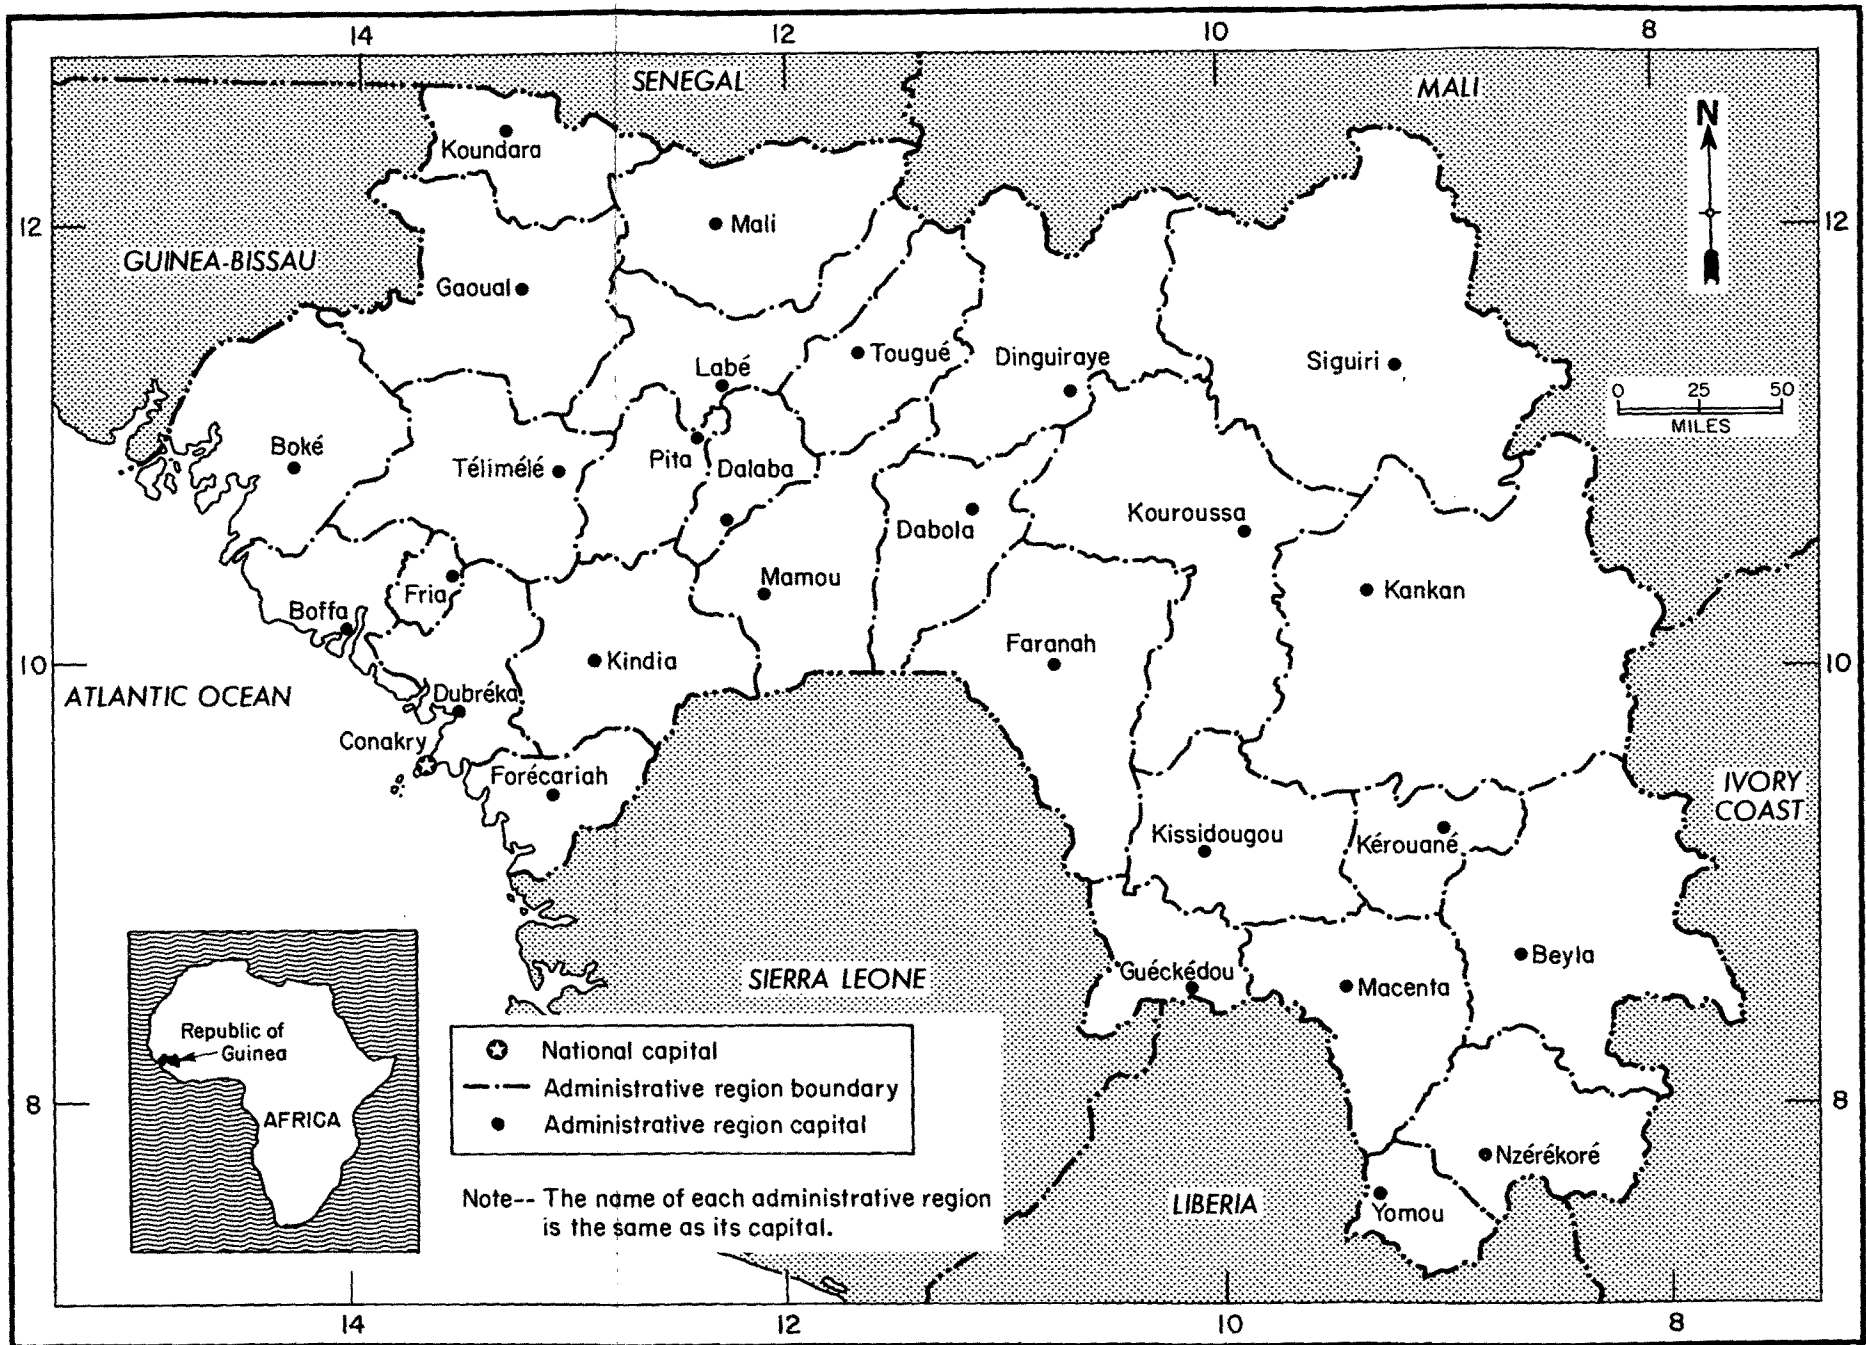 14 12 10 8
SENEGAL
MALI
N
Koundara
12
12
Mali
GUINEA-BISSAU
Gaoual
Tougué
Dinguiraye
Labé
Siguiri
0 25 50
MILES
Boké
Télimélé
Pita
Dalaba
Kouroussa
Dabola
Mamou
Kankan
Fria
Boffa
Faranah
10
Kindia
10
ATLANTIC OCEAN
Dubréka
Conakry
Forécariah
IVORY
COAST
Kissidougou
Kérouané
Beyla
Guéckédou
SIERRA LEONE
Macenta
Republic of
Guinea
AFRICA
National capital
Administrative region boundary
Administrative region capital
8
8
Nzérékoré
Note-- The name of each administrative region
is the same as its capital.
LIBERIA
Yomou
14 12 10 8